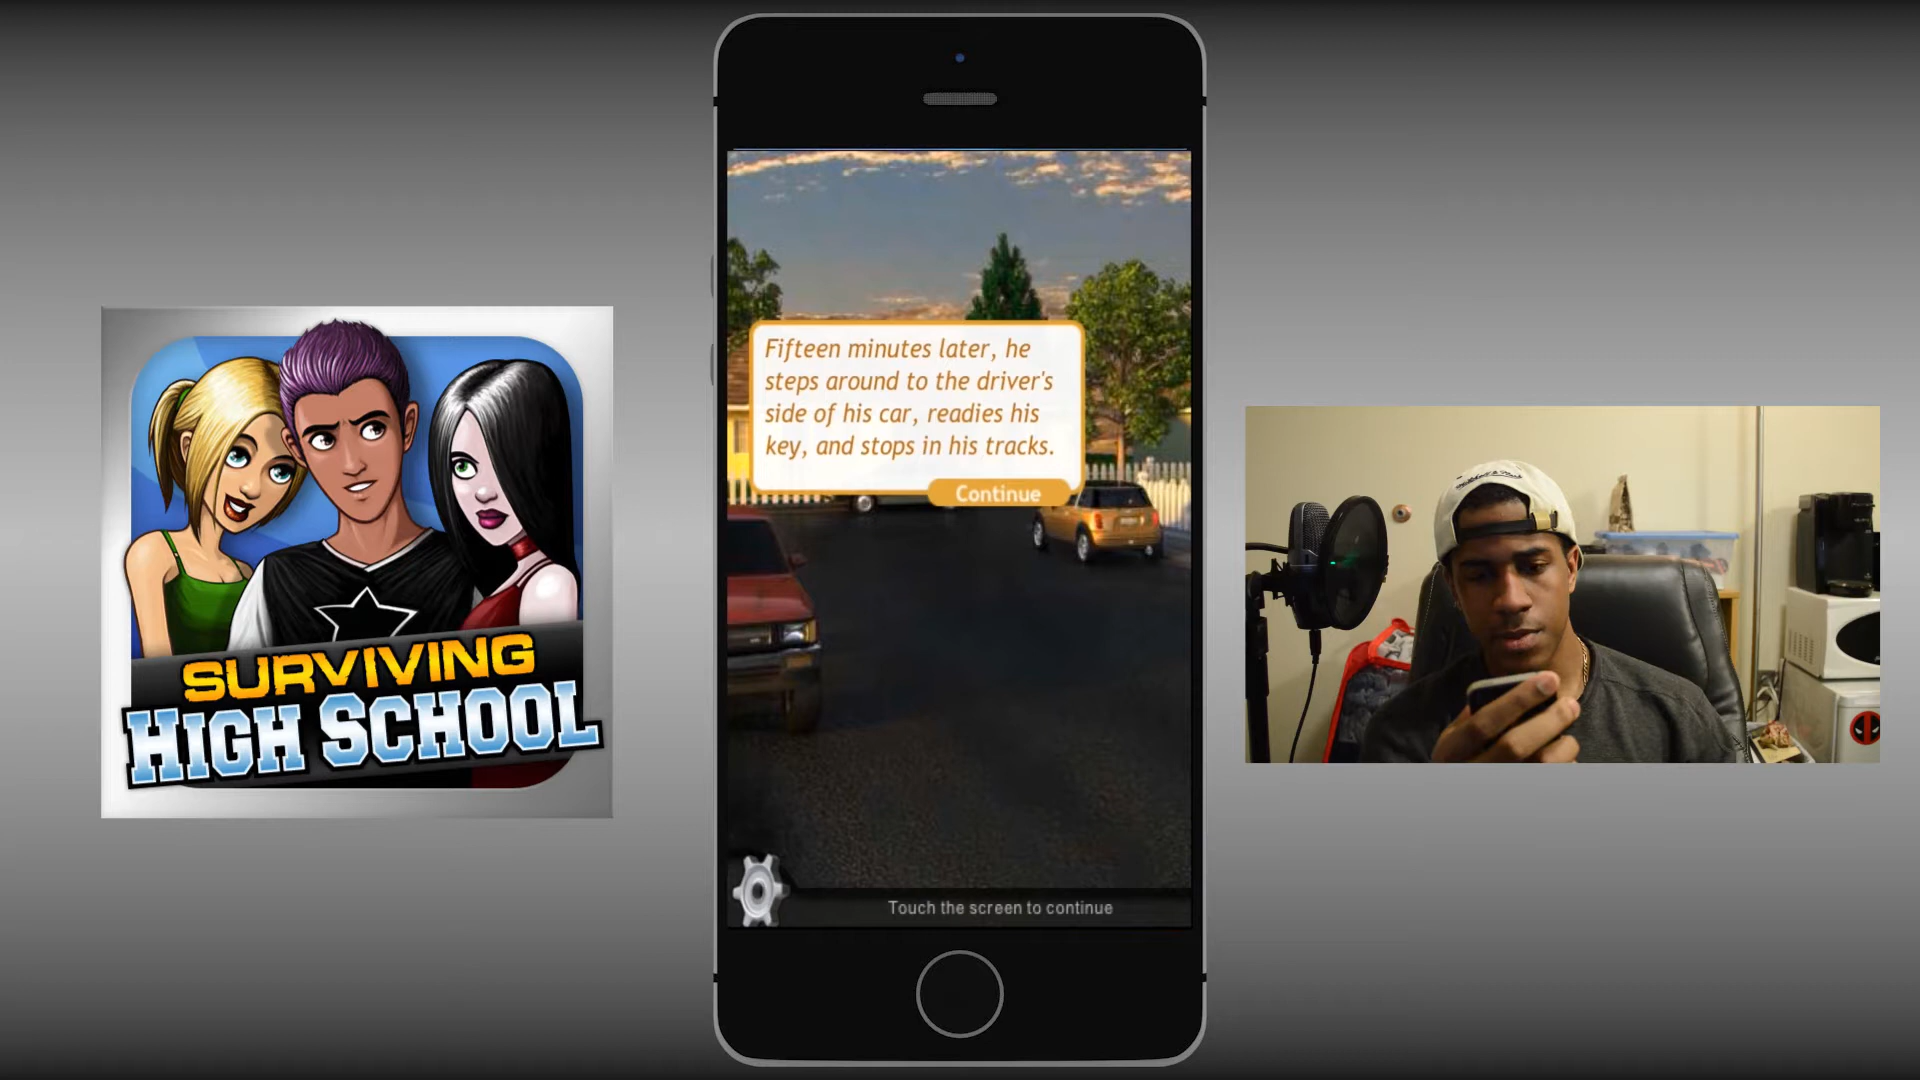 SURVIVING
HIGH SCHOOL
Fifteen minutes later, he
steps around to the driver's
side of his car, readies his
key, and stops in his tracks.
Continue
Touch the screen to continue